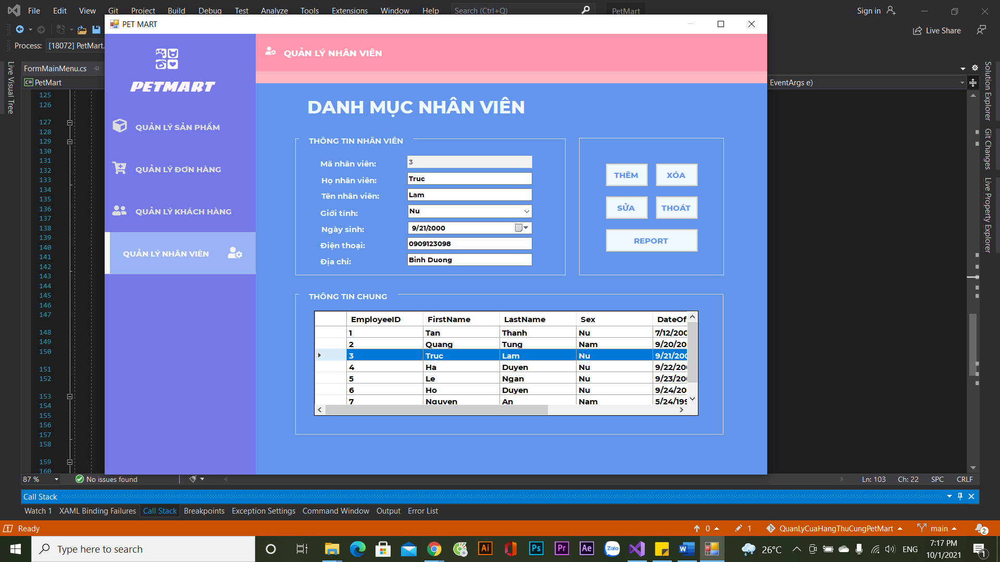 File Edit View Git Project Build Debug Test Analyze Tools Extensions Window Help Search (Ctrl+Q) PetMart Sign in
PET MART
Live Share
Process: [18072] PetMart.
QUẢN LÝ NHÂN VIÊN
FormMainMenu.cs
PetMart
EventArgs e)
Live Visual Tree
Solution Explorer
Git Changes
Live Property Explorer
PETMART
QUẢN LÝ SẢN PHẨM
QUẢN LÝ ĐƠN HÀNG
QUẢN LÝ KHÁCH HÀNG
QUẢN LÝ NHÂN VIÊN
125
126
127
128
129
130
131
132
133
134
135
136
137
138
139
140
141
142
143
144
145
146
147
148
149
150
151
152
153
154
155
156
157
158
159
160
DANH MỤC NHÂN VIÊN
THÔNG TIN NHÂN VIÊN
Mã nhân viên: 3
Họ nhân viên: Truc
Tên nhân viên: Lam
Giới tính: Nu
Ngày sinh: 9/21/2000
Điện thoại: 0909123098
Địa chỉ: Binh Duong
THÊM XÓA
SỬA THOÁT
REPORT
THÔNG TIN CHUNG
EmployeeID FirstName LastName Sex DateOf
1 Tan Thanh Nu 7/12/200
2 Quang Tung Nam 9/20/20
3 Truc Lam Nu 9/21/200
4 Ha Duyen Nu 9/22/20
5 Le Ngan Nu 9/23/20
6 Ho Duyen Nu 9/24/20
7 Nguyen An Nam 5/24/199
87 % No issues found Ln: 103 Ch: 22 SPC CRLF
Call Stack
Watch 1 XAML Binding Failures Call Stack Breakpoints Exception Settings Command Window Output Error List
Ready 0 1 QuanLyCuaHangThuCungPetMart main 2
Type here to search Ai Ps Pr Ae Zalo 26°C ENG 7:17 PM
10/1/2021 1